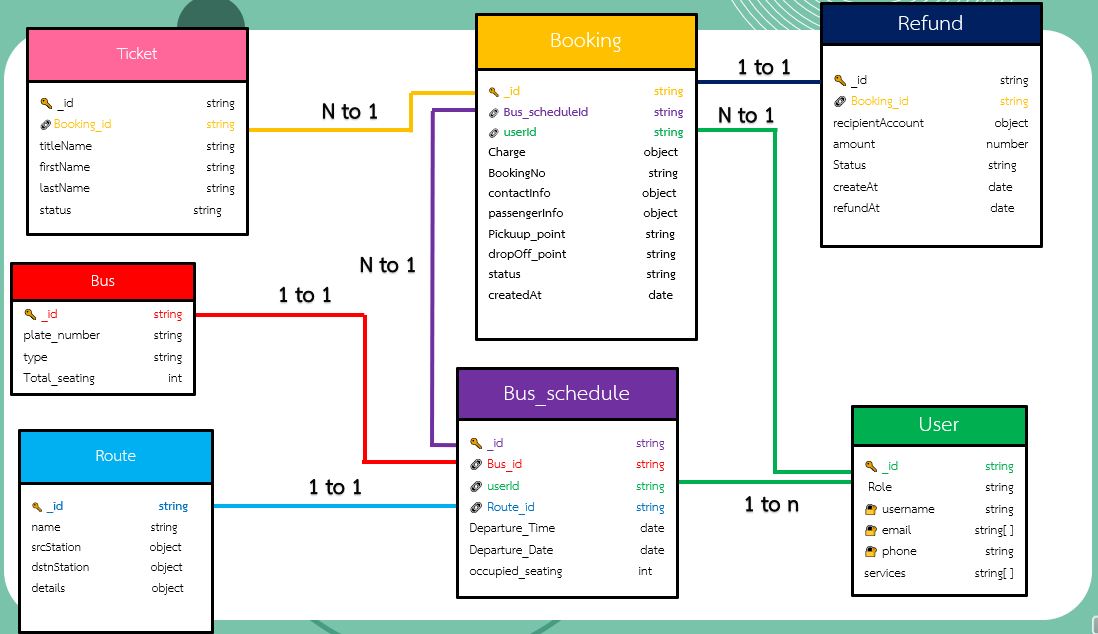 Ticket
_id string
Booking_id string
titleName string
firstName string
lastName string
status string
N to 1
Booking
_id string
Bus_scheduleId string
userId string
Charge object
BookingNo string
contactInfo object
passengerInfo object
Pickuup_point string
dropOff_point string
status string
createdAt date
1 to 1
N to 1
Refund
_id string
Booking_id string
recipientAccount object
amount number
Status string
createAt date
refundAt date
Bus
_id string
plate_number string
type string
Total_seating int
1 to 1
N to 1
Route
_id string
name string
srcStation object
dstnStation object
details object
1 to 1
Bus_schedule
_id string
Bus_id string
userId string
Route_id string
Departure_Time date
Departure_Date date
occupied_seating int
1 to n
User
_id string
Role string
username string
email string[ ]
phone string
services string[ ]